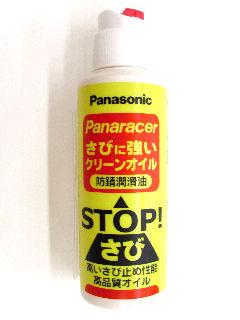 Panasonic
Panaracer
さびに強い
クリーンオイル
防錆潤滑油
STOP!
さび
高いさび止め性能
高品質オイル